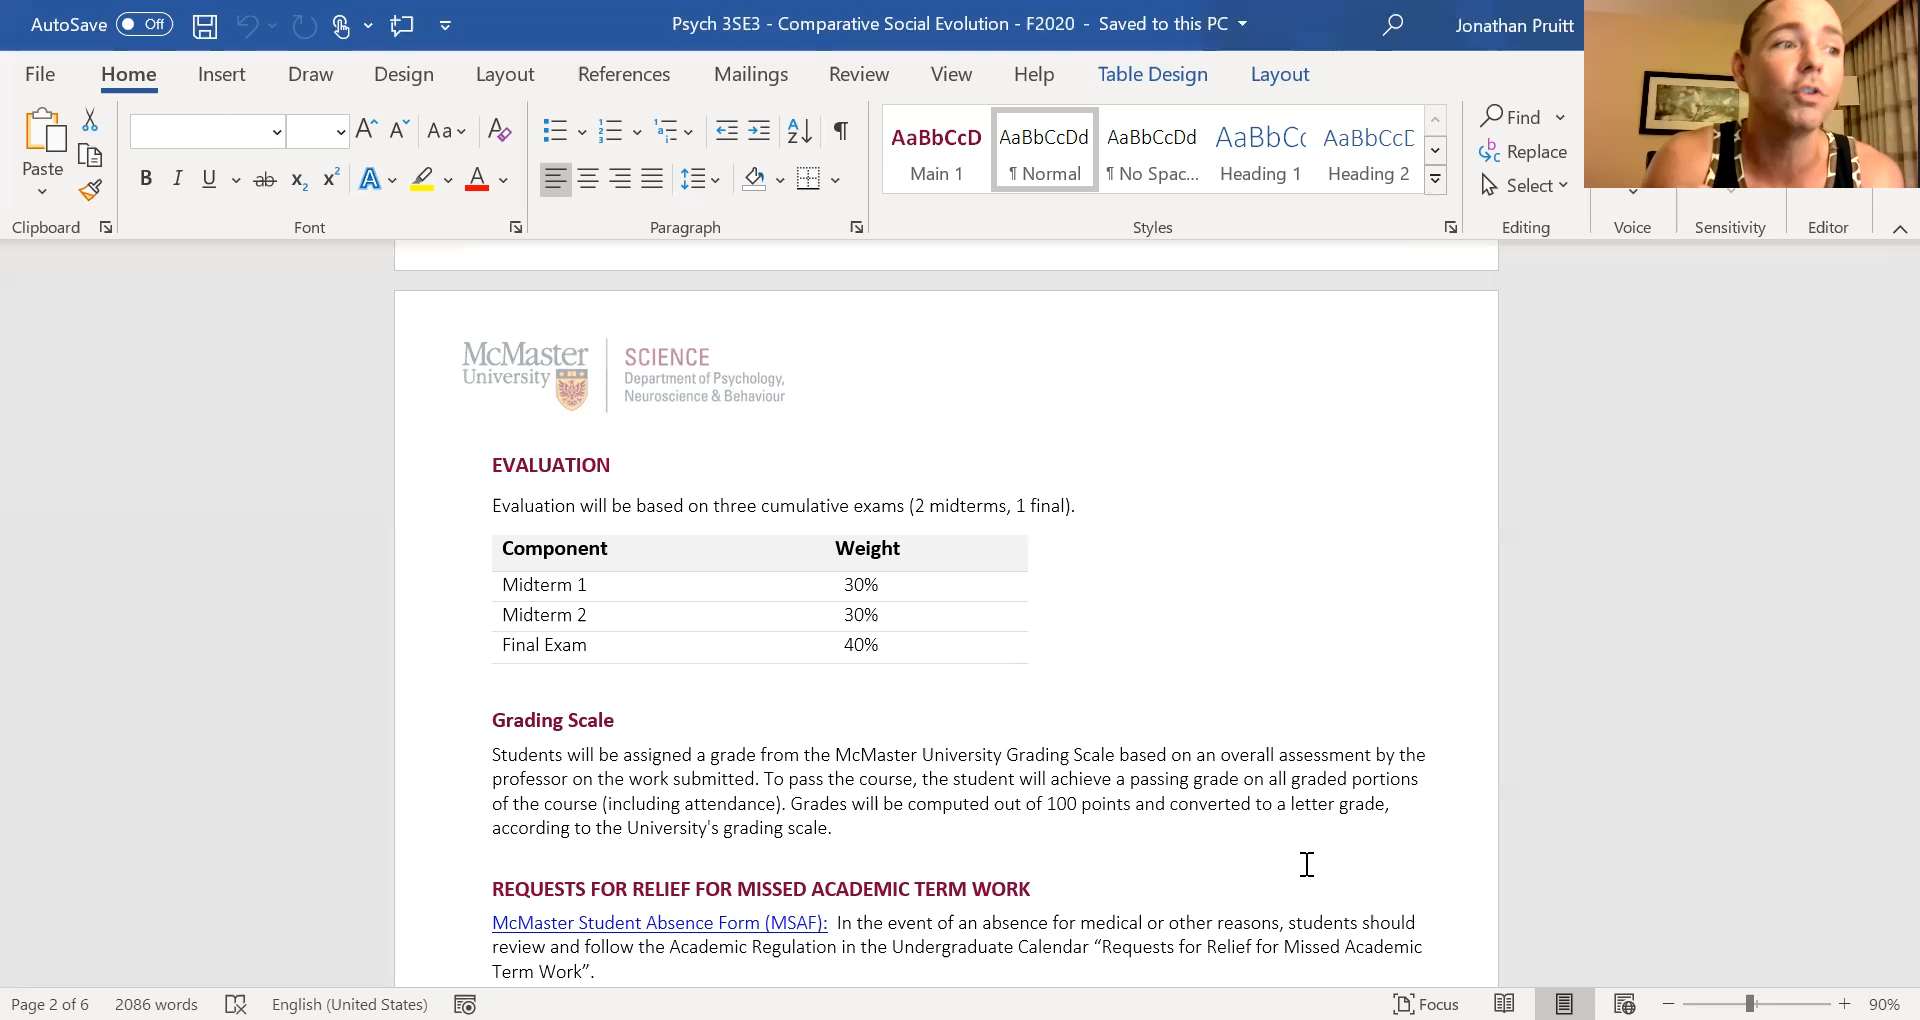 AutoSave Off
Psych 3SE3 - Comparative Social Evolution - F2020 - Saved to this PC
Jonathan Pruitt
File Home Insert Draw Design Layout References Mailings Review View Help Table Design Layout
Paste
Aa
B I U ab x₂ x² A A
AaBbCcD AaBbCcDd AaBbCcDd AaBbCc AaBbCcD
Main 1 ¶ Normal ¶ No Spac... Heading 1 Heading 2
Find
Replace
Select
Clipboard Font Paragraph Styles Editing Voice Sensitivity Editor
McMaster
University
SCIENCE
Department of Psychology,
Neuroscience & Behaviour
EVALUATION
Evaluation will be based on three cumulative exams (2 midterms, 1 final).
Component Weight
Midterm 1 30%
Midterm 2 30%
Final Exam 40%
Grading Scale
Students will be assigned a grade from the McMaster University Grading Scale based on an overall assessment by the
professor on the work submitted. To pass the course, the student will achieve a passing grade on all graded portions
of the course (including attendance). Grades will be computed out of 100 points and converted to a letter grade,
according to the University's grading scale.
REQUESTS FOR RELIEF FOR MISSED ACADEMIC TERM WORK
McMaster Student Absence Form (MSAF): In the event of an absence for medical or other reasons, students should
review and follow the Academic Regulation in the Undergraduate Calendar “Requests for Relief for Missed Academic
Term Work”.
Page 2 of 6 2086 words English (United States) Focus 90%